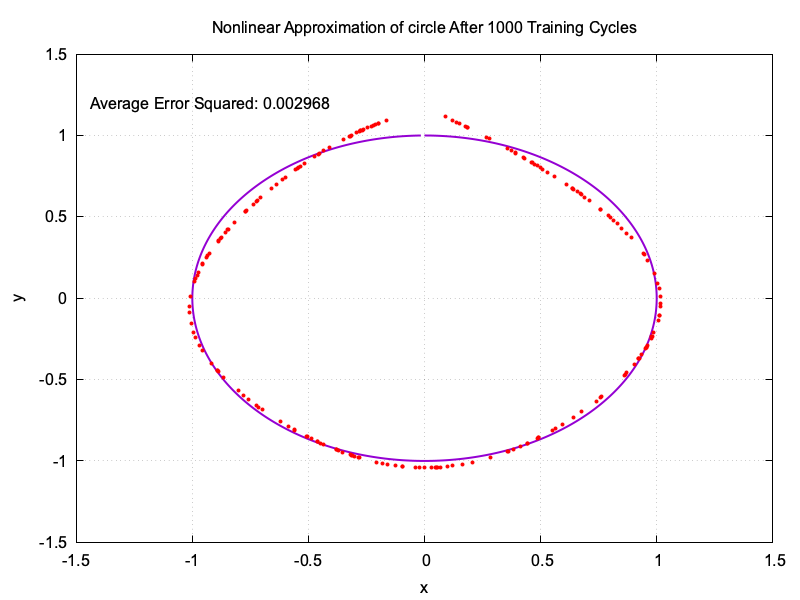 Nonlinear Approximation of circle After 1000 Training Cycles
1.5
Average Error Squared: 0.002968
1
0.5
y
0
-0.5
-1
-1.5
-1.5 -1 -0.5 0 0.5 1 1.5
x